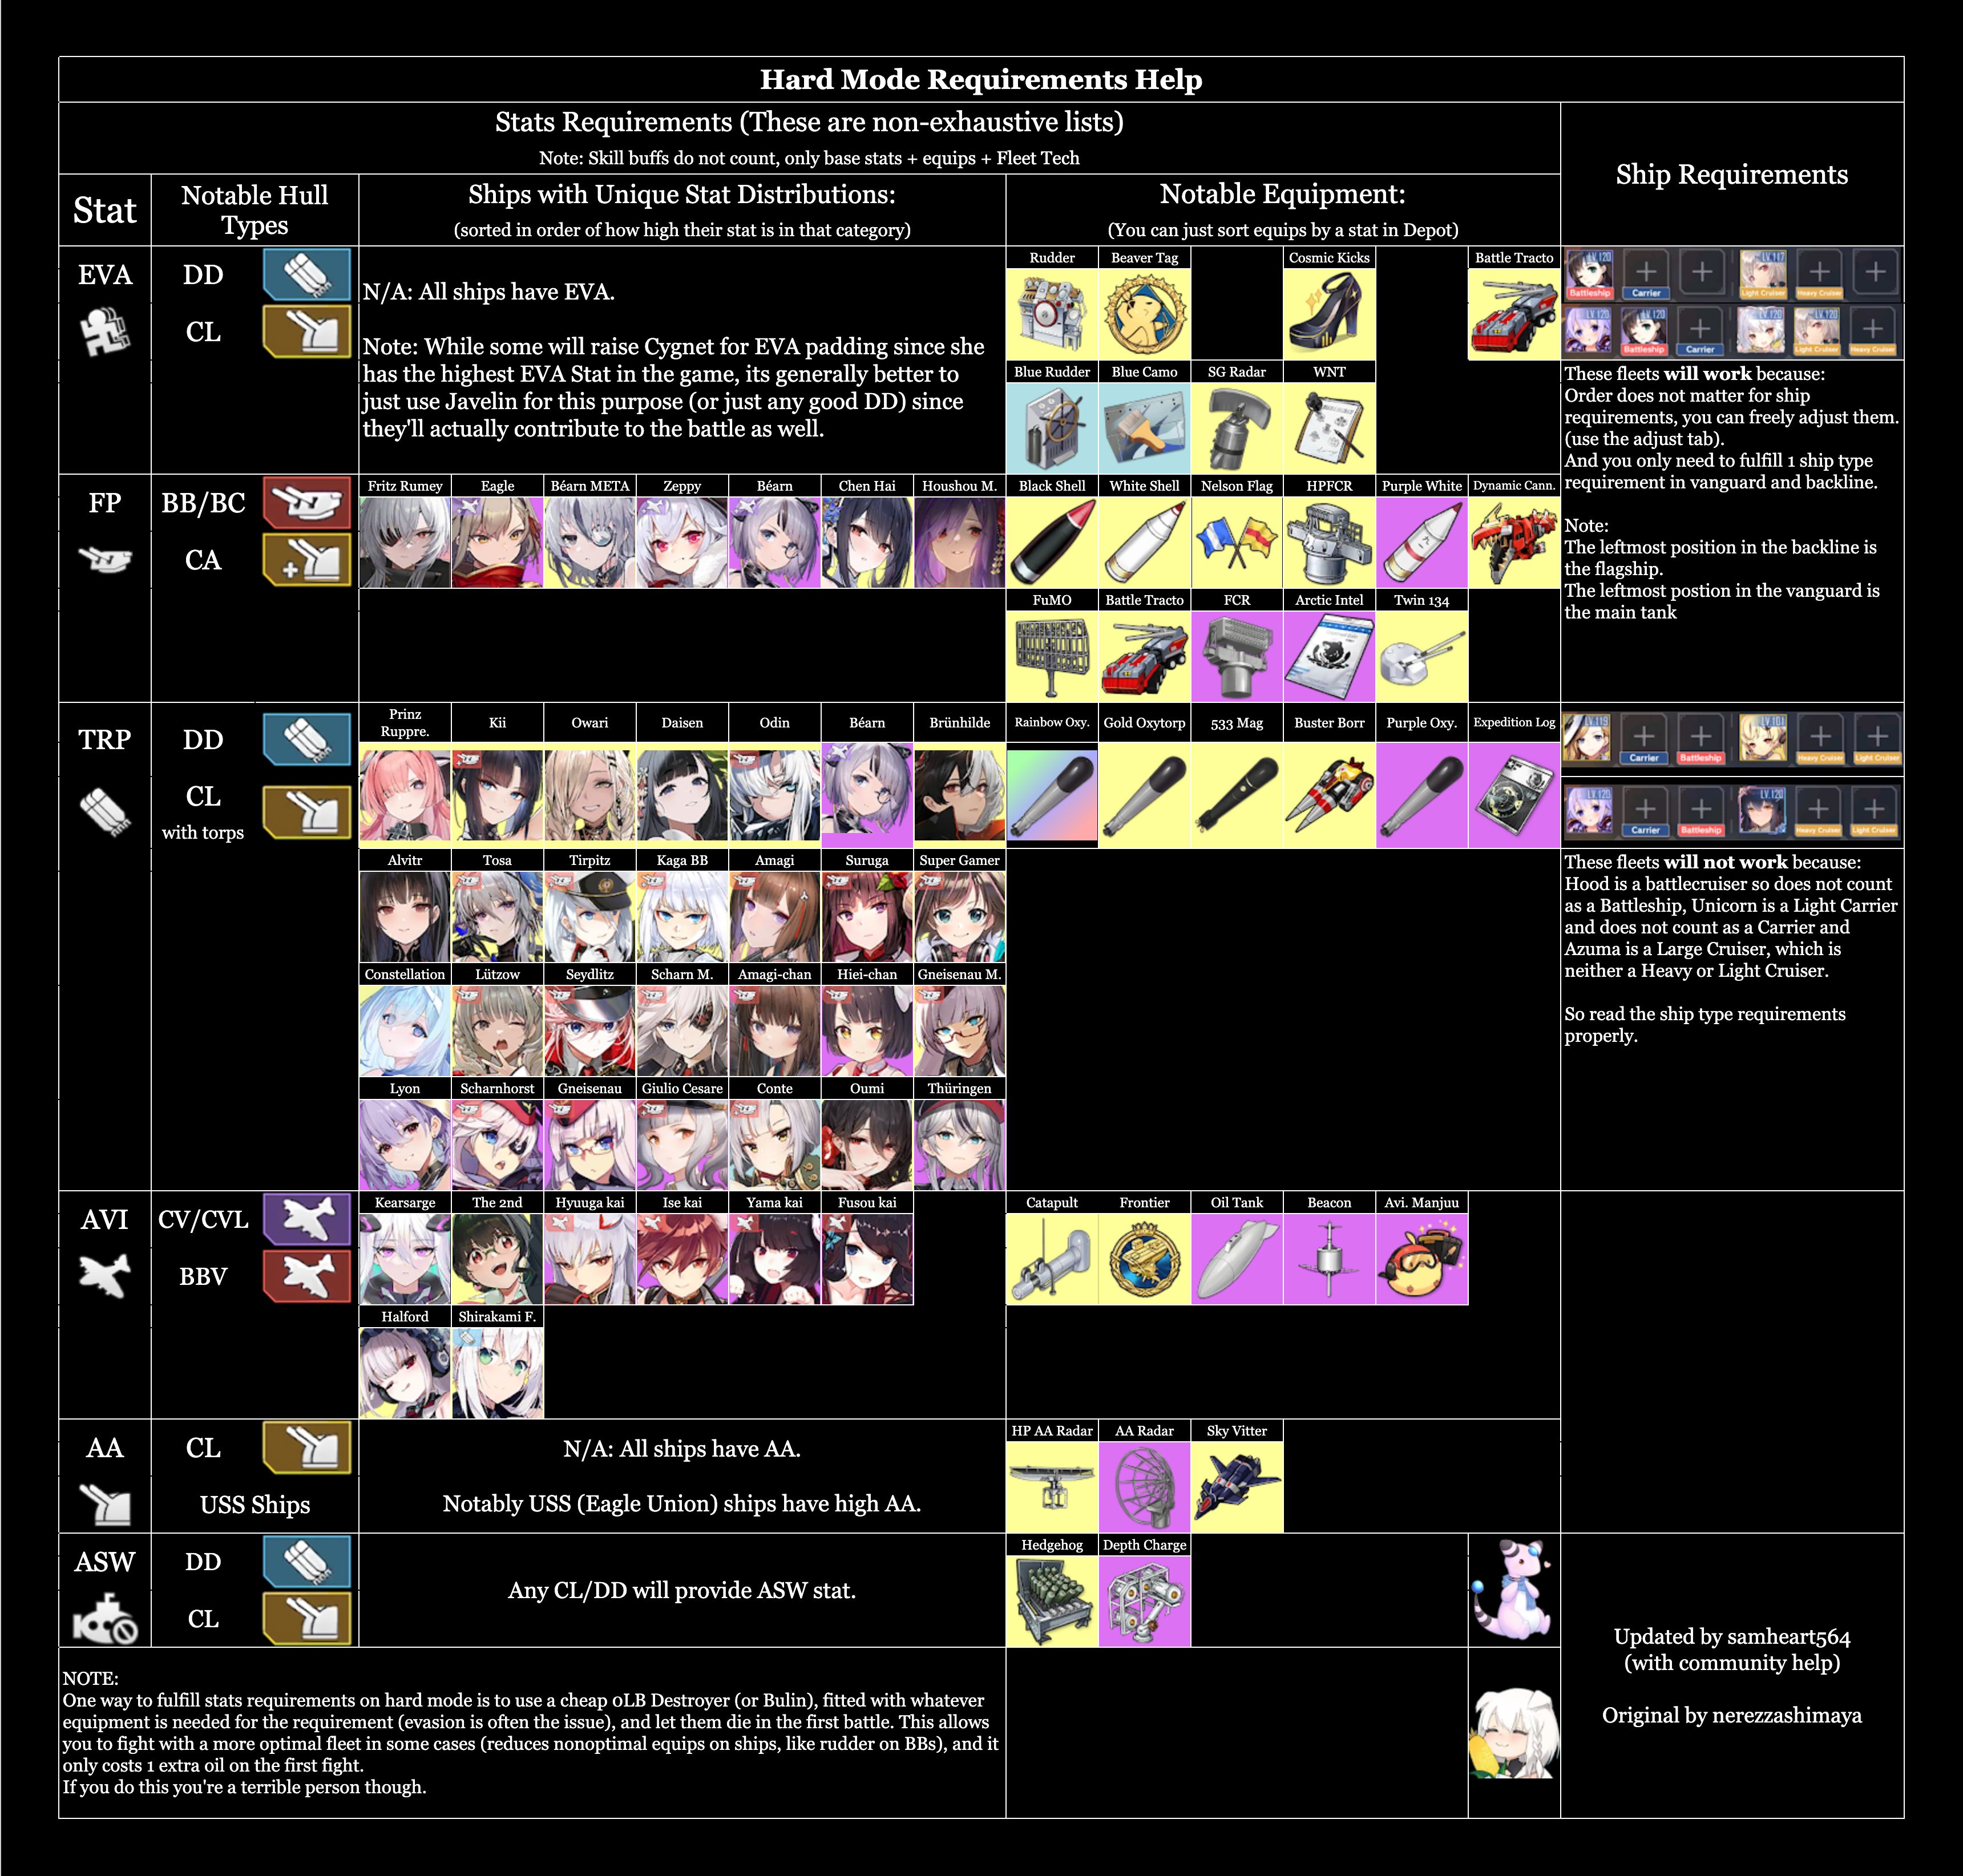 Hard Mode Requirements Help
Stats Requirements (These are non-exhaustive lists)
Note: Skill buffs do not count, only base stats + equips + Fleet Tech
Ship Requirements
Stat
Notable Hull
Types
Ships with Unique Stat Distributions:
(sorted in order of how high their stat is in that category)
Notable Equipment:
(You can just sort equips by a stat in Depot)
EVA
DD
CL
N/A: All ships have EVA.
Note: While some will raise Cygnet for EVA padding since she
has the highest EVA Stat in the game, its generally better to
just use Javelin for this purpose (or just any good DD) since
they'll actually contribute to the battle as well.
Rudder
Beaver Tag
Cosmic Kicks
Battle Tracto
Blue Rudder
Blue Camo
SG Radar
WNT
LV.120
Battleship
Carrier
LV.117
Light Cruiser
Heavy Cruiser
LV.120
LV.120
Battleship
Carrier
LV.120
LV.120
Light Cruiser
Heavy Cruiser
These fleets will work because:
Order does not matter for ship
requirements, you can freely adjust them.
(use the adjust tab).
And you only need to fulfill 1 ship type
requirement in vanguard and backline.
Note:
The leftmost position in the backline is
the flagship.
The leftmost postion in the vanguard is
the main tank
FP
BB/BC
CA
Fritz Rumey
Eagle
Béarn META
Zeppy
Béarn
Chen Hai
Houshou M.
Black Shell
White Shell
Nelson Flag
HPFCR
Purple White
Dynamic Cann.
FuMO
Battle Tracto
FCR
Arctic Intel
Twin 134
TRP
DD
CL
with torps
Prinz
Ruppre.
Kii
Owari
Daisen
Odin
Béarn
Brünhilde
Rainbow Oxy.
Gold Oxytorp
533 Mag
Buster Borr
Purple Oxy.
Expedition Log
Alvitr
Tosa
Tirpitz
Kaga BB
Amagi
Suruga
Super Gamer
Constellation
Lützow
Seydlitz
Scharn M.
Amagi-chan
Hiei-chan
Gneisenau M.
Lyon
Scharnhorst
Gneisenau
Giulio Cesare
Conte
Oumi
Thüringen
LV.119
Carrier
Battleship
LV.101
Heavy Cruiser
Light Cruiser
LV.120
Carrier
Battleship
LV.120
Heavy Cruiser
Light Cruiser
These fleets will not work because:
Hood is a battlecruiser so does not count
as a Battleship, Unicorn is a Light Carrier
and does not count as a Carrier and
Azuma is a Large Cruiser, which is
neither a Heavy or Light Cruiser.
So read the ship type requirements
properly.
AVI
CV/CVL
BBV
Kearsarge
The 2nd
Hyuuga kai
Ise kai
Yama kai
Fusou kai
Catapult
Frontier
Oil Tank
Beacon
Avi. Manjuu
Halford
Shirakami F.
AA
CL
USS Ships
N/A: All ships have AA.
Notably USS (Eagle Union) ships have high AA.
HP AA Radar
AA Radar
Sky Vitter
ASW
DD
CL
Any CL/DD will provide ASW stat.
Hedgehog
Depth Charge
NOTE:
One way to fulfill stats requirements on hard mode is to use a cheap 0LB Destroyer (or Bulin), fitted with whatever
equipment is needed for the requirement (evasion is often the issue), and let them die in the first battle. This allows
you to fight with a more optimal fleet in some cases (reduces nonoptimal equips on ships, like rudder on BBs), and it
only costs 1 extra oil on the first fight.
If you do this you're a terrible person though.
Updated by samheart564
(with community help)
Original by nerezzashimaya